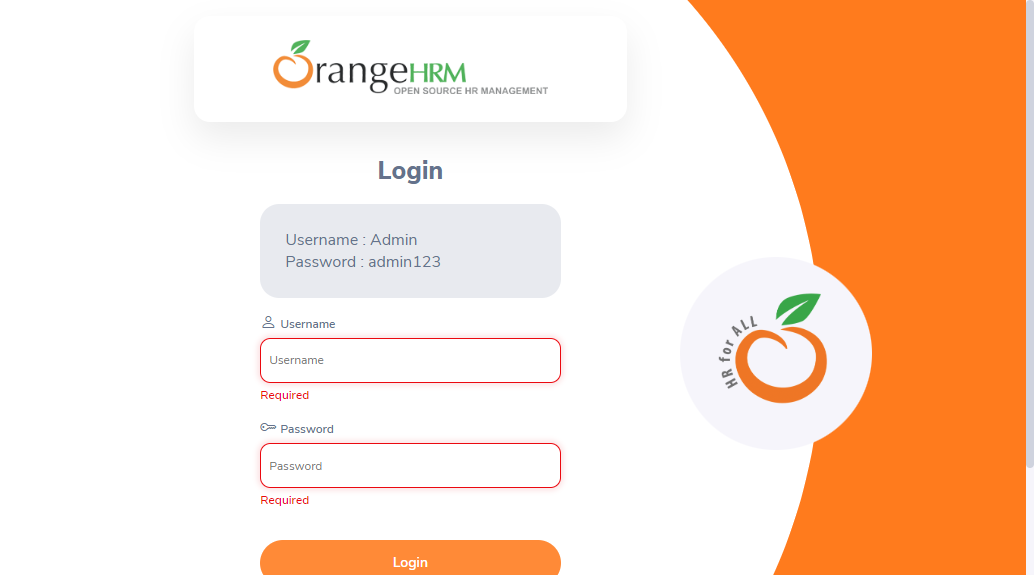 OrangeHRM
OPEN SOURCE HR MANAGEMENT
Login
Username : Admin
Password : admin123
Username
Username
Required
Password
Password
Required
Login
HR for ALL